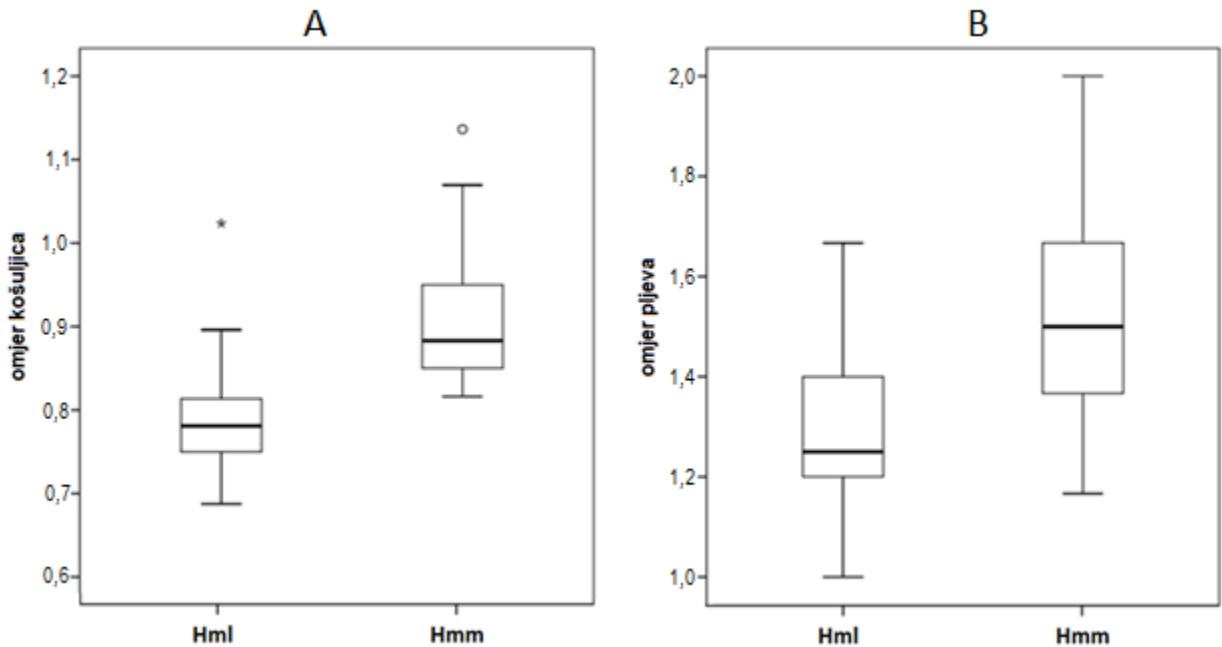 A
1,2
1,1
1,0
0,9
0,8
0,7
0,6
omjer košuljica
Hml Hmm
B
2,0
1,8
1,6
1,4
1,2
1,0
omjer pljeva
Hml Hmm